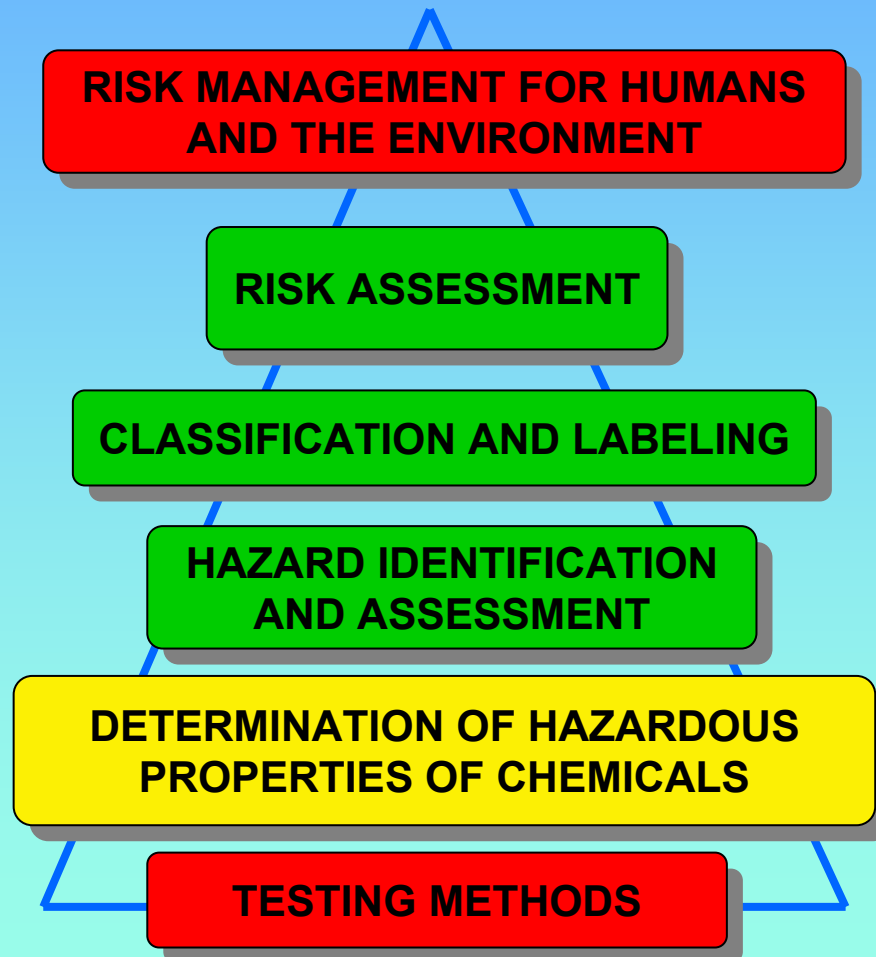 RISK MANAGEMENT FOR HUMANS
AND THE ENVIRONMENT
RISK ASSESSMENT
CLASSIFICATION AND LABELING
HAZARD IDENTIFICATION
AND ASSESSMENT
DETERMINATION OF HAZARDOUS
PROPERTIES OF CHEMICALS
TESTING METHODS